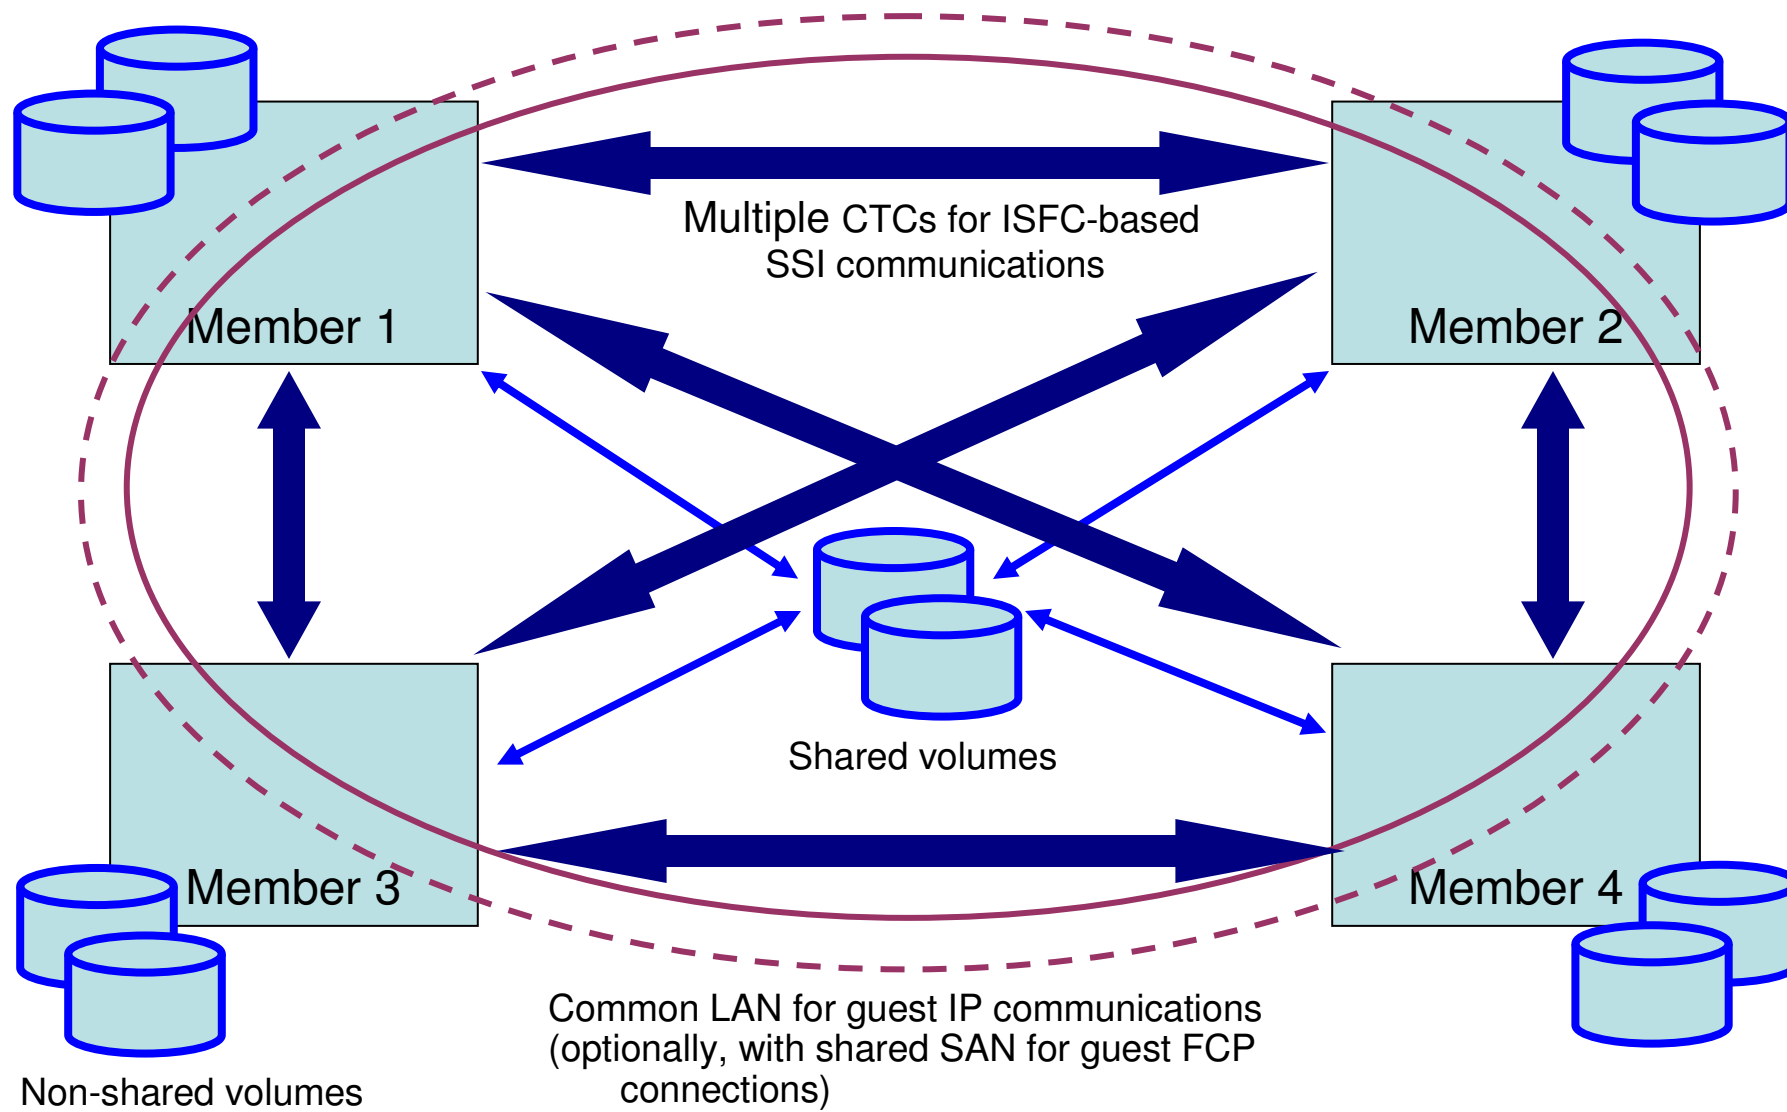 Multiple CTCs for ISFC-based
SSI communications
Member 1
Member 2
Shared volumes
Member 3
Member 4
Common LAN for guest IP communications
(optionally, with shared SAN for guest FCP
connections)
Non-shared volumes